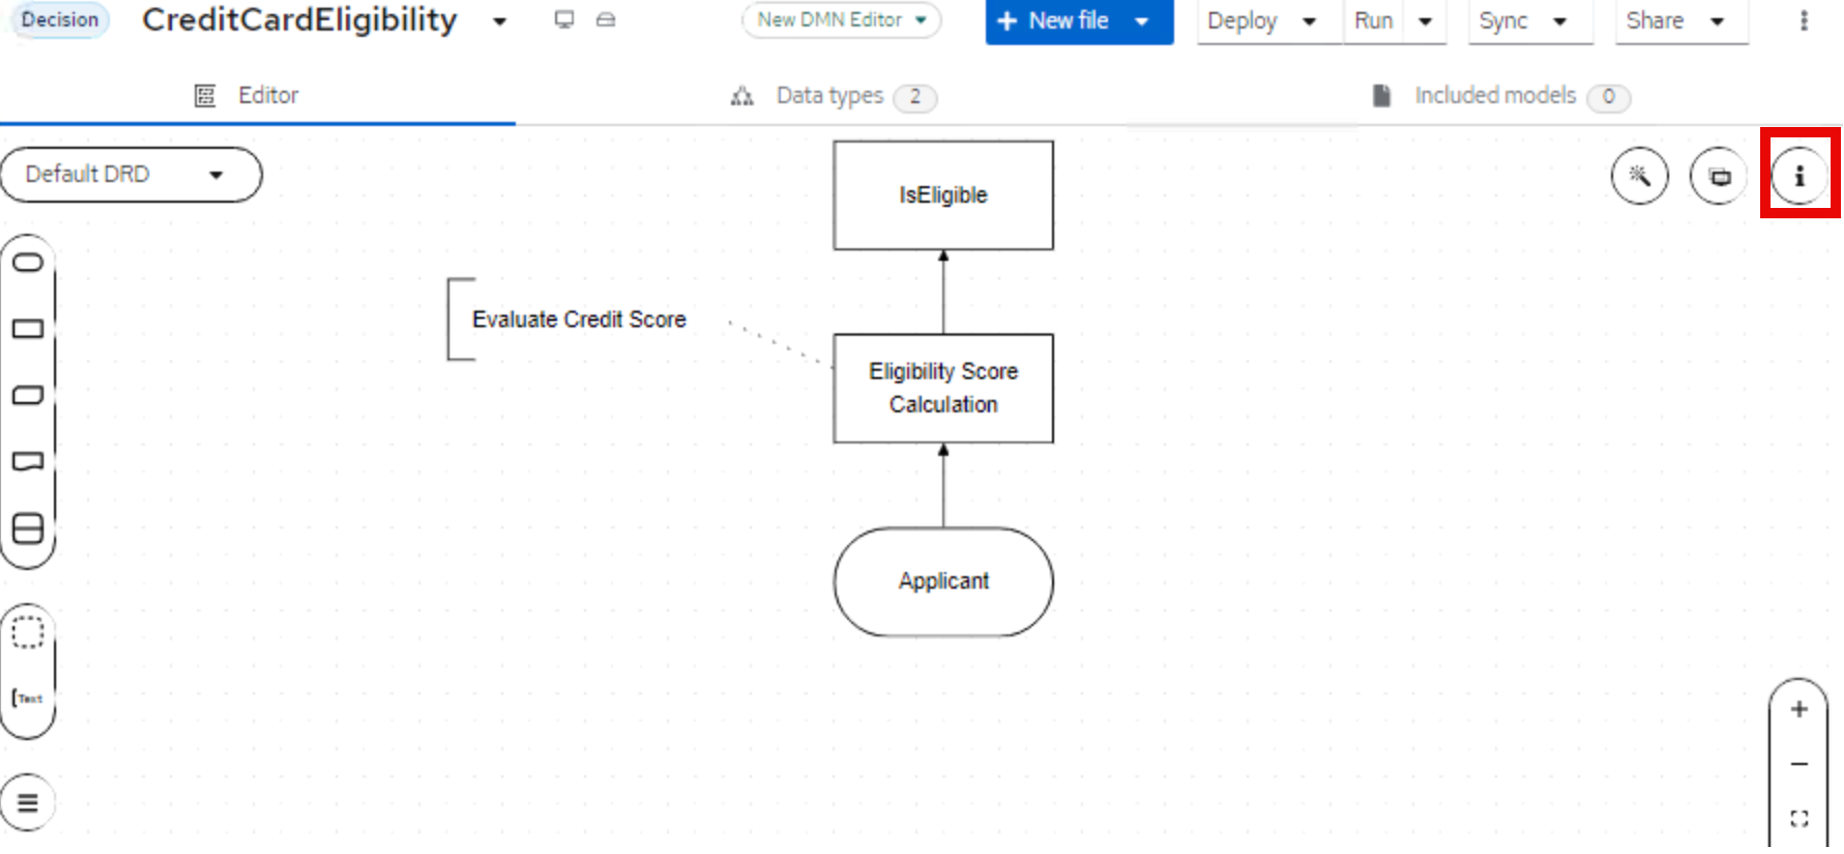 Decision
CreditCardEligibility
New DMN Editor
New file
Deploy
Run
Sync
Share
Editor
Data types 2
Included models 0
Default DRD
IsEligible
Evaluate Credit Score
Eligibility Score
Calculation
Applicant
Text